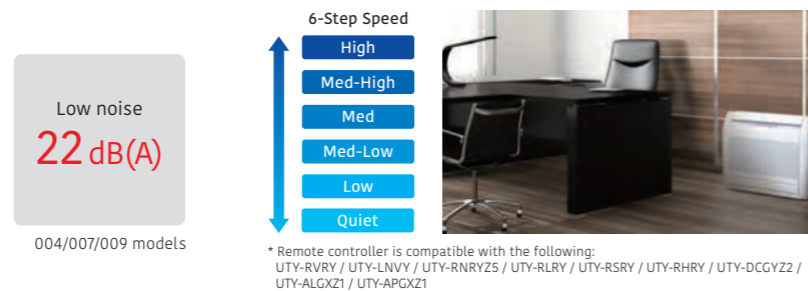 6-Step Speed
High
Med-High
Med
Med-Low
Low
Quiet
Low noise
22 dB(A)
004/007/009 models
* Remote controller is compatible with the following:
UTY-RVRY / UTY-LNVY / UTY-RNRYZ5 / UTY-RLRY / UTY-RSRY / UTY-RHRY / UTY-DCGYZ2 /
UTY-ALGXZ1 / UTY-APGXZ1